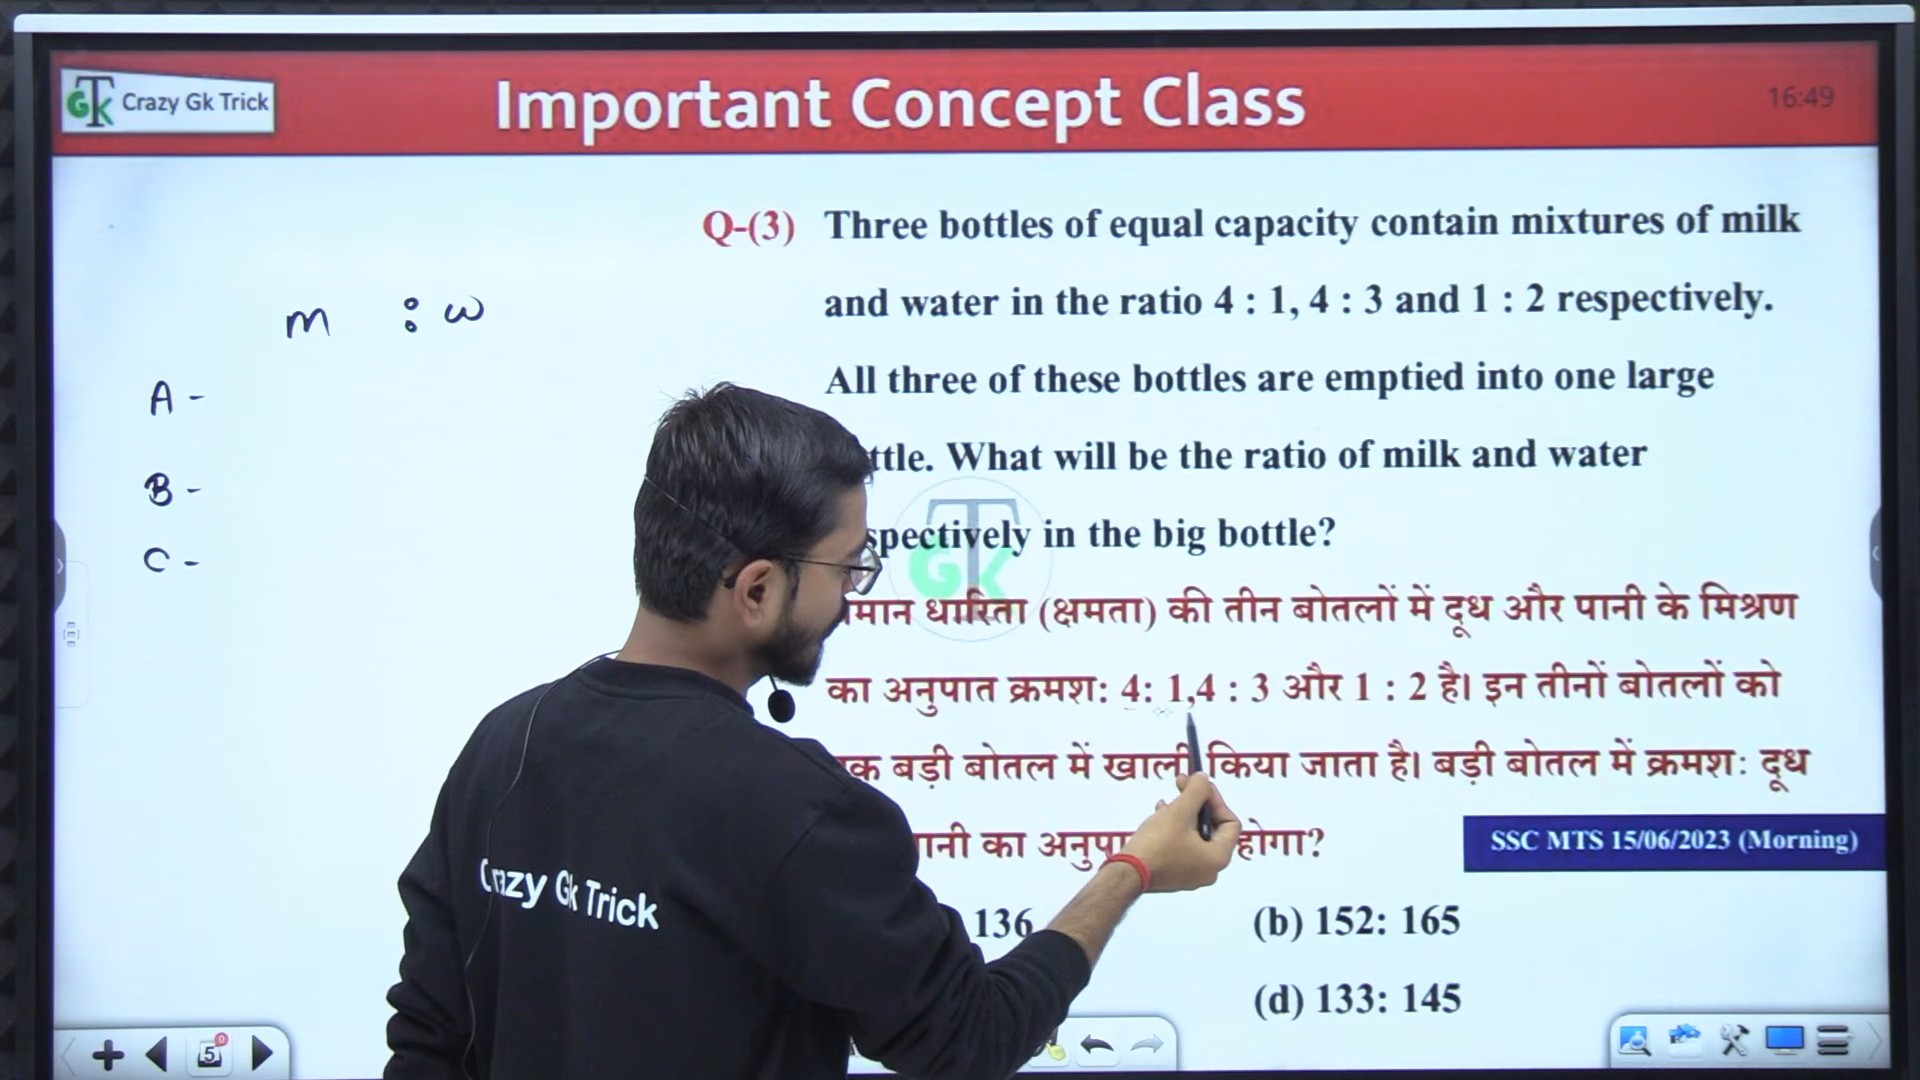 Crazy Gk Trick
Important Concept Class
16:49
Q-(3) Three bottles of equal capacity contain mixtures of milk
and water in the ratio 4 : 1, 4 : 3 and 1 : 2 respectively.
All three of these bottles are emptied into one large
ttle. What will be the ratio of milk and water
spectively in the big bottle?
मान धारिता (क्षमता) की तीन बोतलों में दूध और पानी के मिश्रण
का अनुपात क्रमश: 4: 1,4 : 3 और 1 : 2 है। इन तीनों बोतलों को
क बड़ी बोतल में खाली किया जाता है। बड़ी बोतल में क्रमश: दूध
ानी का अनुपा होगा?
SSC MTS 15/06/2023 (Morning)
136
(b) 152: 165
(d) 133: 145
m : w
A -
B -
C -
GTK
Crazy Gk Trick
5
0